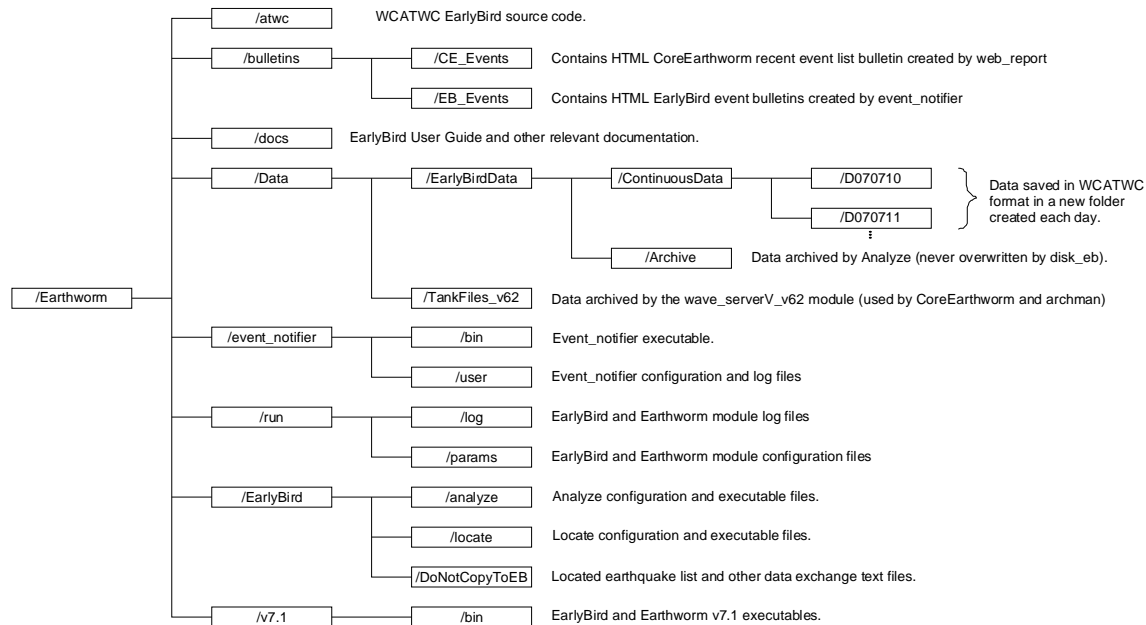 /atwc WCATWC EarlyBird source code.
/bulletins /CE_Events Contains HTML CoreEarthworm recent event list bulletin created by web_report
/EB_Events Contains HTML EarlyBird event bulletins created by event_notifier
/docs EarlyBird User Guide and other relevant documentation.
/Data /EarlyBirdData /ContinuousData /D070710
Data saved in WCATWC
format in a new folder
created each day.
/D070711
/Archive Data archived by Analyze (never overwritten by disk_eb).
/Earthworm
/TankFiles_v62 Data archived by the wave_serverV_v62 module (used by CoreEarthworm and archman)
/event_notifier /bin Event_notifier executable.
/user Event_notifier configuration and log files
/run /log EarlyBird and Earthworm module log files
/params EarlyBird and Earthworm module configuration files
/EarlyBird /analyze Analyze configuration and executable files.
/locate Locate configuration and executable files.
/DoNotCopyToEB Located earthquake list and other data exchange text files.
/v7.1 /bin EarlyBird and Earthworm v7.1 executables.